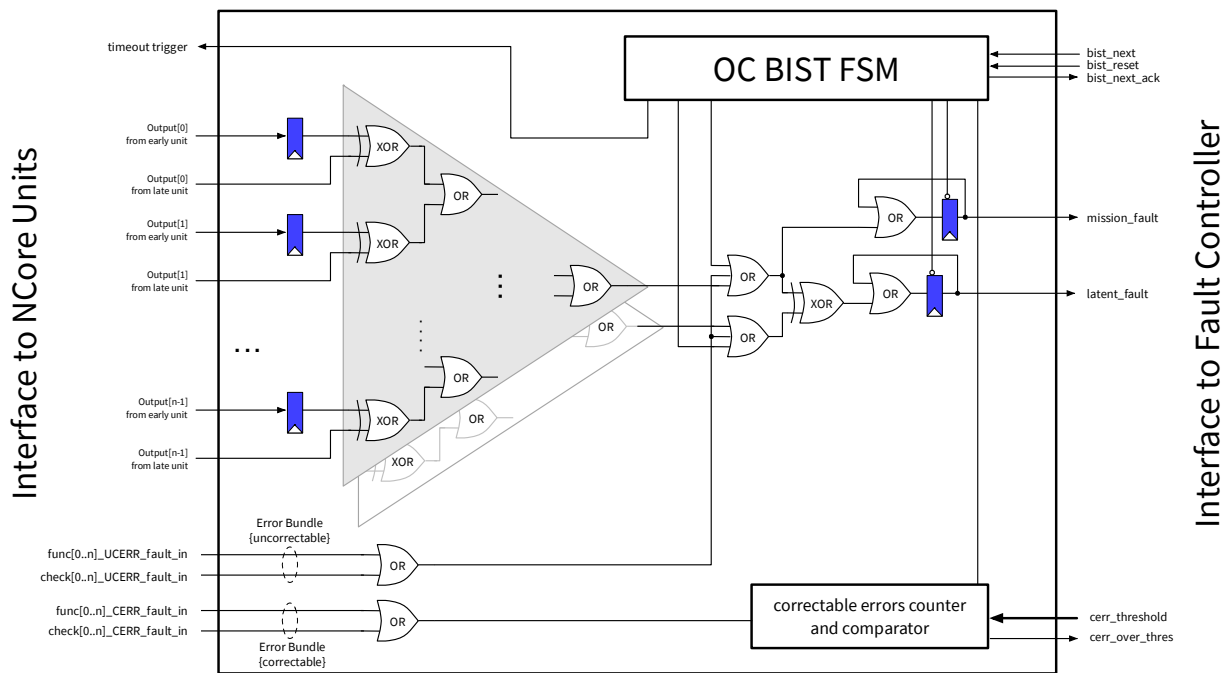 Interface to NCore Units
timeout trigger
OC BIST FSM
bist_next
bist_reset
bist_next_ack
Output[0]
from early unit
XOR
Output[0]
from late unit
OR
Output[1]
from early unit
XOR
Output[1]
from late unit
...
OR
OR
OR
mission_fault
OR
XOR
OR
latent_fault
OR
OR
...
......
OR
Output[n-1]
from early unit
XOR
OR
Output[n-1]
from late unit
XOR
Error Bundle
{uncorrectable}
func[0..n]_UCERR_fault_in
check[0..n]_UCERR_fault_in
OR
func[0..n]_CERR_fault_in
check[0..n]_CERR_fault_in
OR
Error Bundle
{correctable}
correctable errors counter
and comparator
cerr_threshold
cerr_over_thres
Interface to Fault Controller